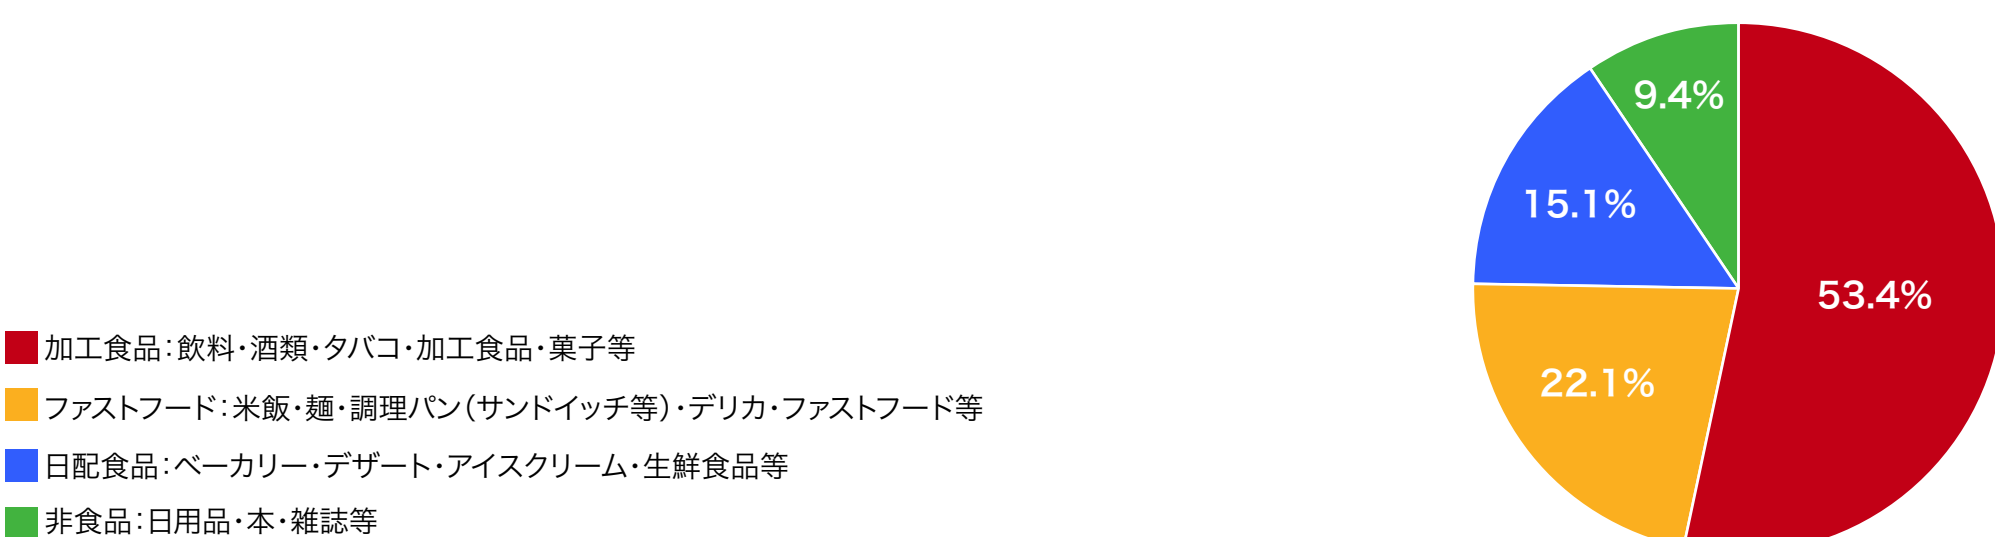 9.4%
15.1%
53.4%
22.1%
加工食品：飲料・酒類・タバコ・加工食品・菓子等
ファストフード：米飯・麺・調理パン（サンドイッチ等）・デリカ・ファストフード等
日配食品：ベーカリー・デザート・アイスクリーム・生鮮食品等
非食品：日用品・本・雑誌等